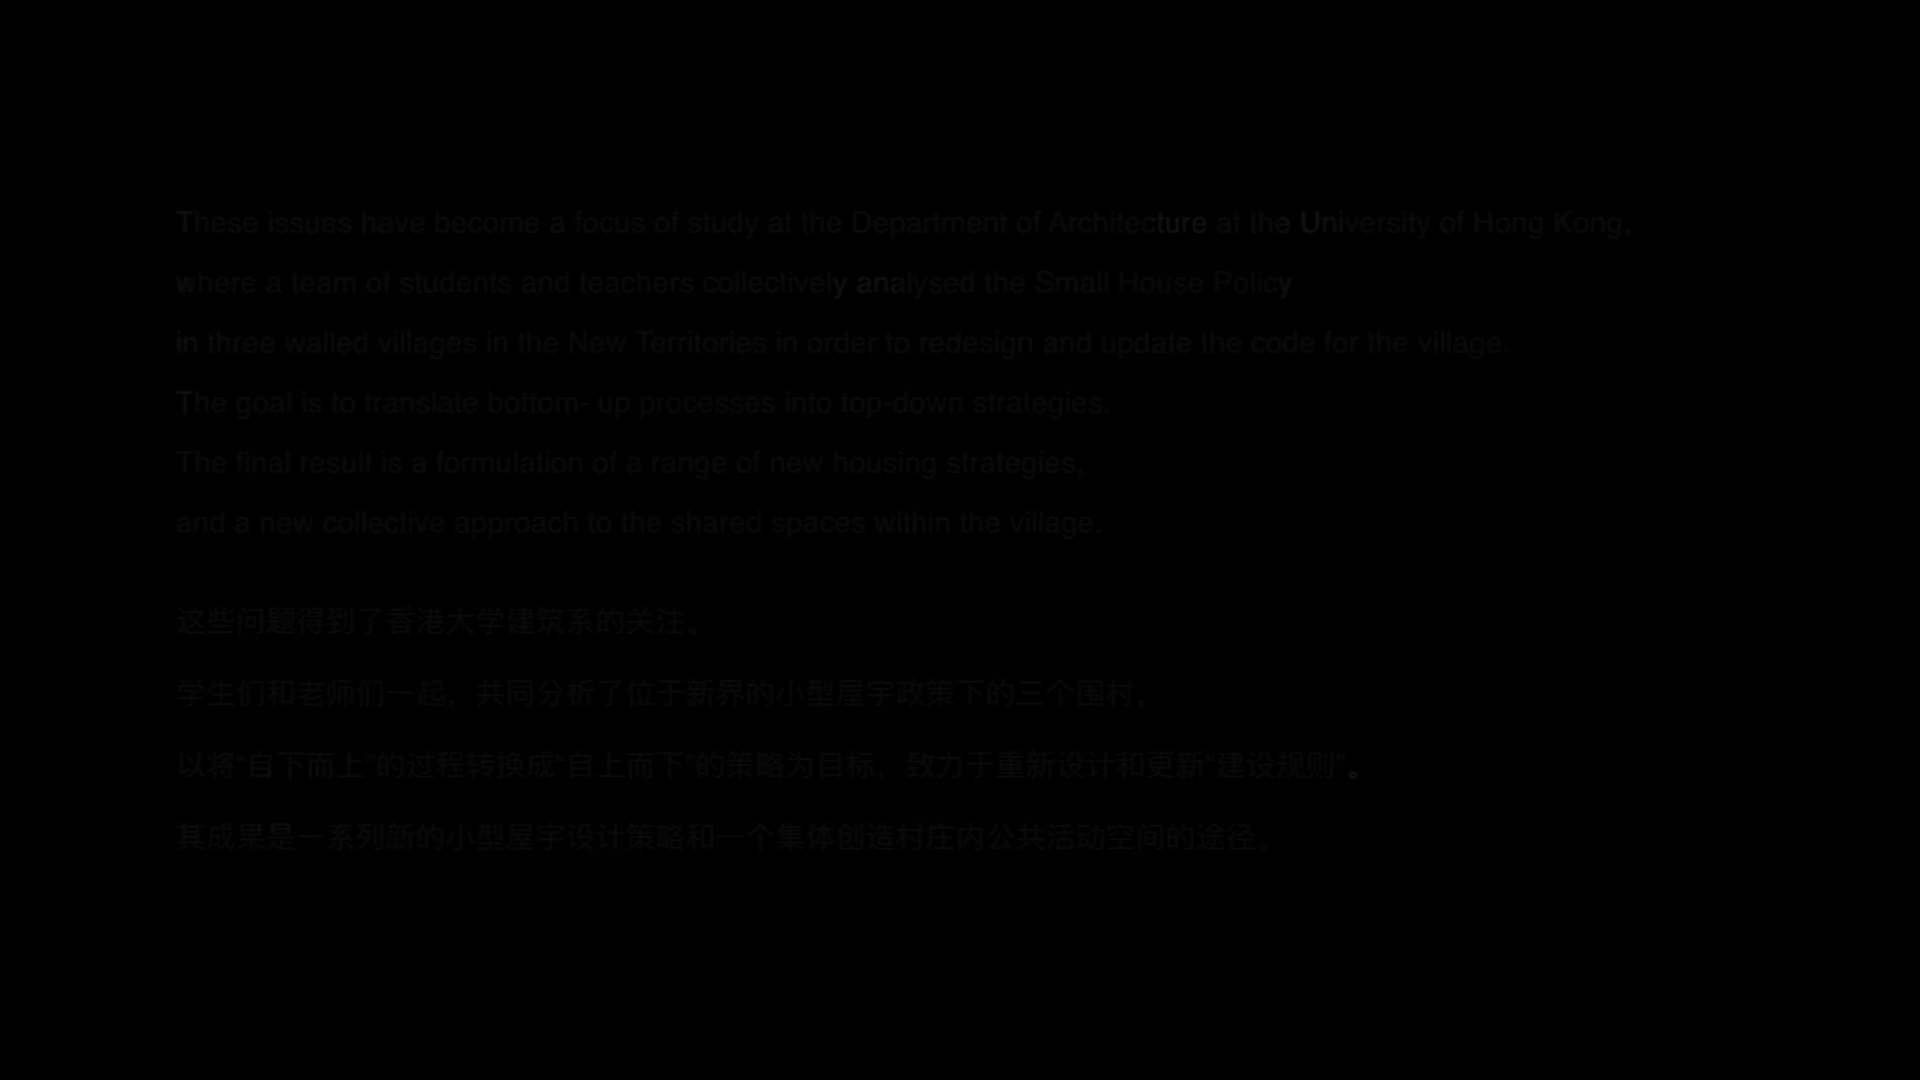 These issues have become a focus of study at the Department of Architecture at the University of Hong Kong,
where a team of students and teachers collectively analysed the Small House Policy
in three walled villages in the New Territories in order to redesign and update the code for the village.
The goal is to translate bottom- up processes into top-down strategies.
The final result is a formulation of a range of new housing strategies,
and a new collective approach to the shared spaces within the village.
这些问题得到了香港大学建筑系的关注。
学生们和老师们一起，共同分析了位于新界的小型屋宇政策下的三个围村，
以将“自下而上”的过程转换成“自上而下”的策略为目标，致力于重新设计和更新“建设规则”。
其成果是一系列新的小型屋宇设计策略和一个集体创造村庄内公共活动空间的途径。